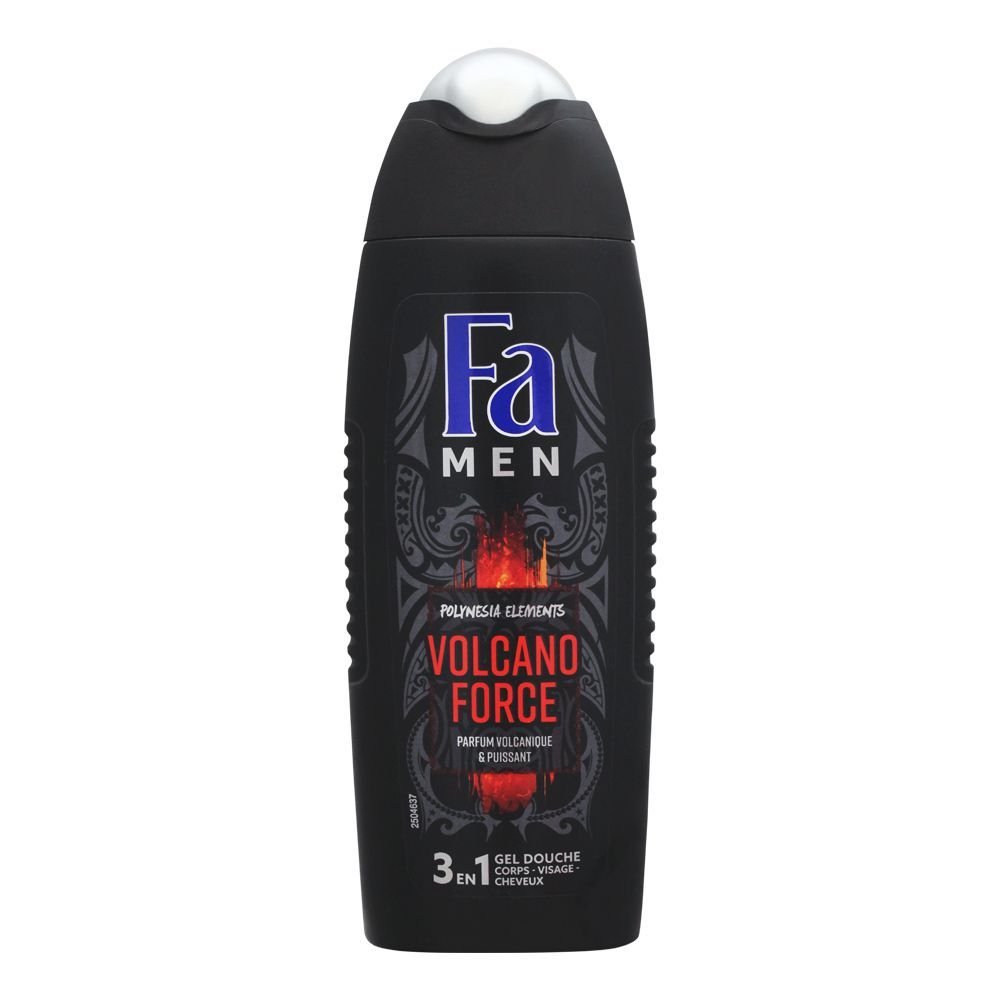 Fa
MEN
POLYNESIA ELEMENTS
VOLCANO
FORCE
PARFUM VOLCANIQUE
& PUISSANT
2504637
3 EN 1 GEL DOUCHE
CORPS - VISAGE -
CHEVEUX